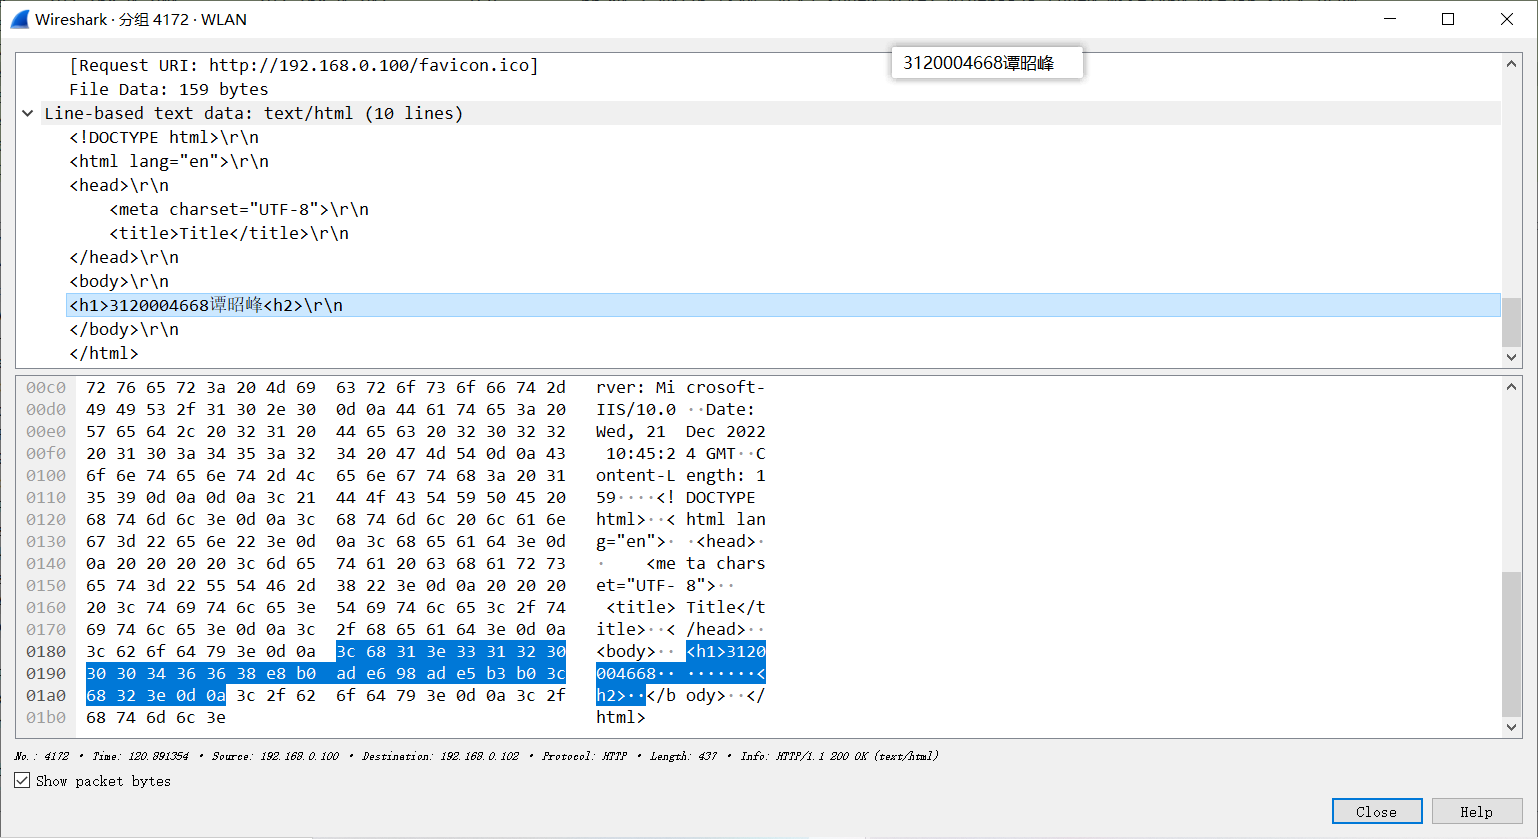 Wireshark · 分组 4172 · WLAN
3120004668谭昭峰
[Request URI: http://192.168.0.100/favicon.ico]
File Data: 159 bytes
Line-based text data: text/html (10 lines)
<!DOCTYPE html>\r\n
<html lang="en">\r\n
<head>\r\n
    <meta charset="UTF-8">\r\n
    <title>Title</title>\r\n
</head>\r\n
<body>\r\n
<h1>3120004668谭昭峰<h2>\r\n
</body>\r\n
</html>
00c0 72 76 65 72 3a 20 4d 69 63 72 6f 73 6f 66 74 2d rver: Mi crosoft-
00d0 49 49 53 2f 31 30 2e 30 0d 0a 44 61 74 65 3a 20 IIS/10.0 ··Date:
00e0 57 65 64 2c 20 32 31 20 44 65 63 20 32 30 32 32 Wed, 21 Dec 2022
00f0 20 31 30 3a 34 35 3a 32 34 20 47 4d 54 0d 0a 43 10:45:2 4 GMT··C
0100 6f 6e 74 65 6e 74 2d 4c 65 6e 67 74 68 3a 20 31 ontent-L ength: 1
0110 35 39 0d 0a 0d 0a 3c 21 44 4f 43 54 59 50 45 20 59····<! DOCTYPE
0120 68 74 6d 6c 3e 0d 0a 3c 68 74 6d 6c 20 6c 61 6e html>··< html lan
0130 67 3d 22 65 6e 22 3e 0d 0a 3c 68 65 61 64 3e 0d g="en">· ·<head>·
0140 0a 20 20 20 20 3c 6d 65 74 61 20 63 68 61 72 73 ·    <me ta chars
0150 65 74 3d 22 55 54 46 2d 38 22 3e 0d 0a 20 20 20 et="UTF- 8">··
0160 20 3c 74 69 74 6c 65 3e 54 69 74 6c 65 3c 2f 74 <title> Title</t
0170 69 74 6c 65 3e 0d 0a 3c 2f 68 65 61 64 3e 0d 0a itle>··< /head>··
0180 3c 62 6f 64 79 3e 0d 0a 3c 68 31 3e 33 31 32 30 <body>·· <h1>3120
0190 30 30 34 36 36 38 e8 b0 ad e6 98 ad e5 b3 b0 3c 004668·· ·······<
01a0 68 32 3e 0d 0a 3c 2f 62 6f 64 79 3e 0d 0a 3c 2f h2>··</b ody>··</
01b0 68 74 6d 6c 3e html>
No.: 4172 · Time: 120.891354 · Source: 192.168.0.100 · Destination: 192.168.0.102 · Protocol: HTTP · Length: 437 · Info: HTTP/1.1 200 OK (text/html)
Show packet bytes
Close Help